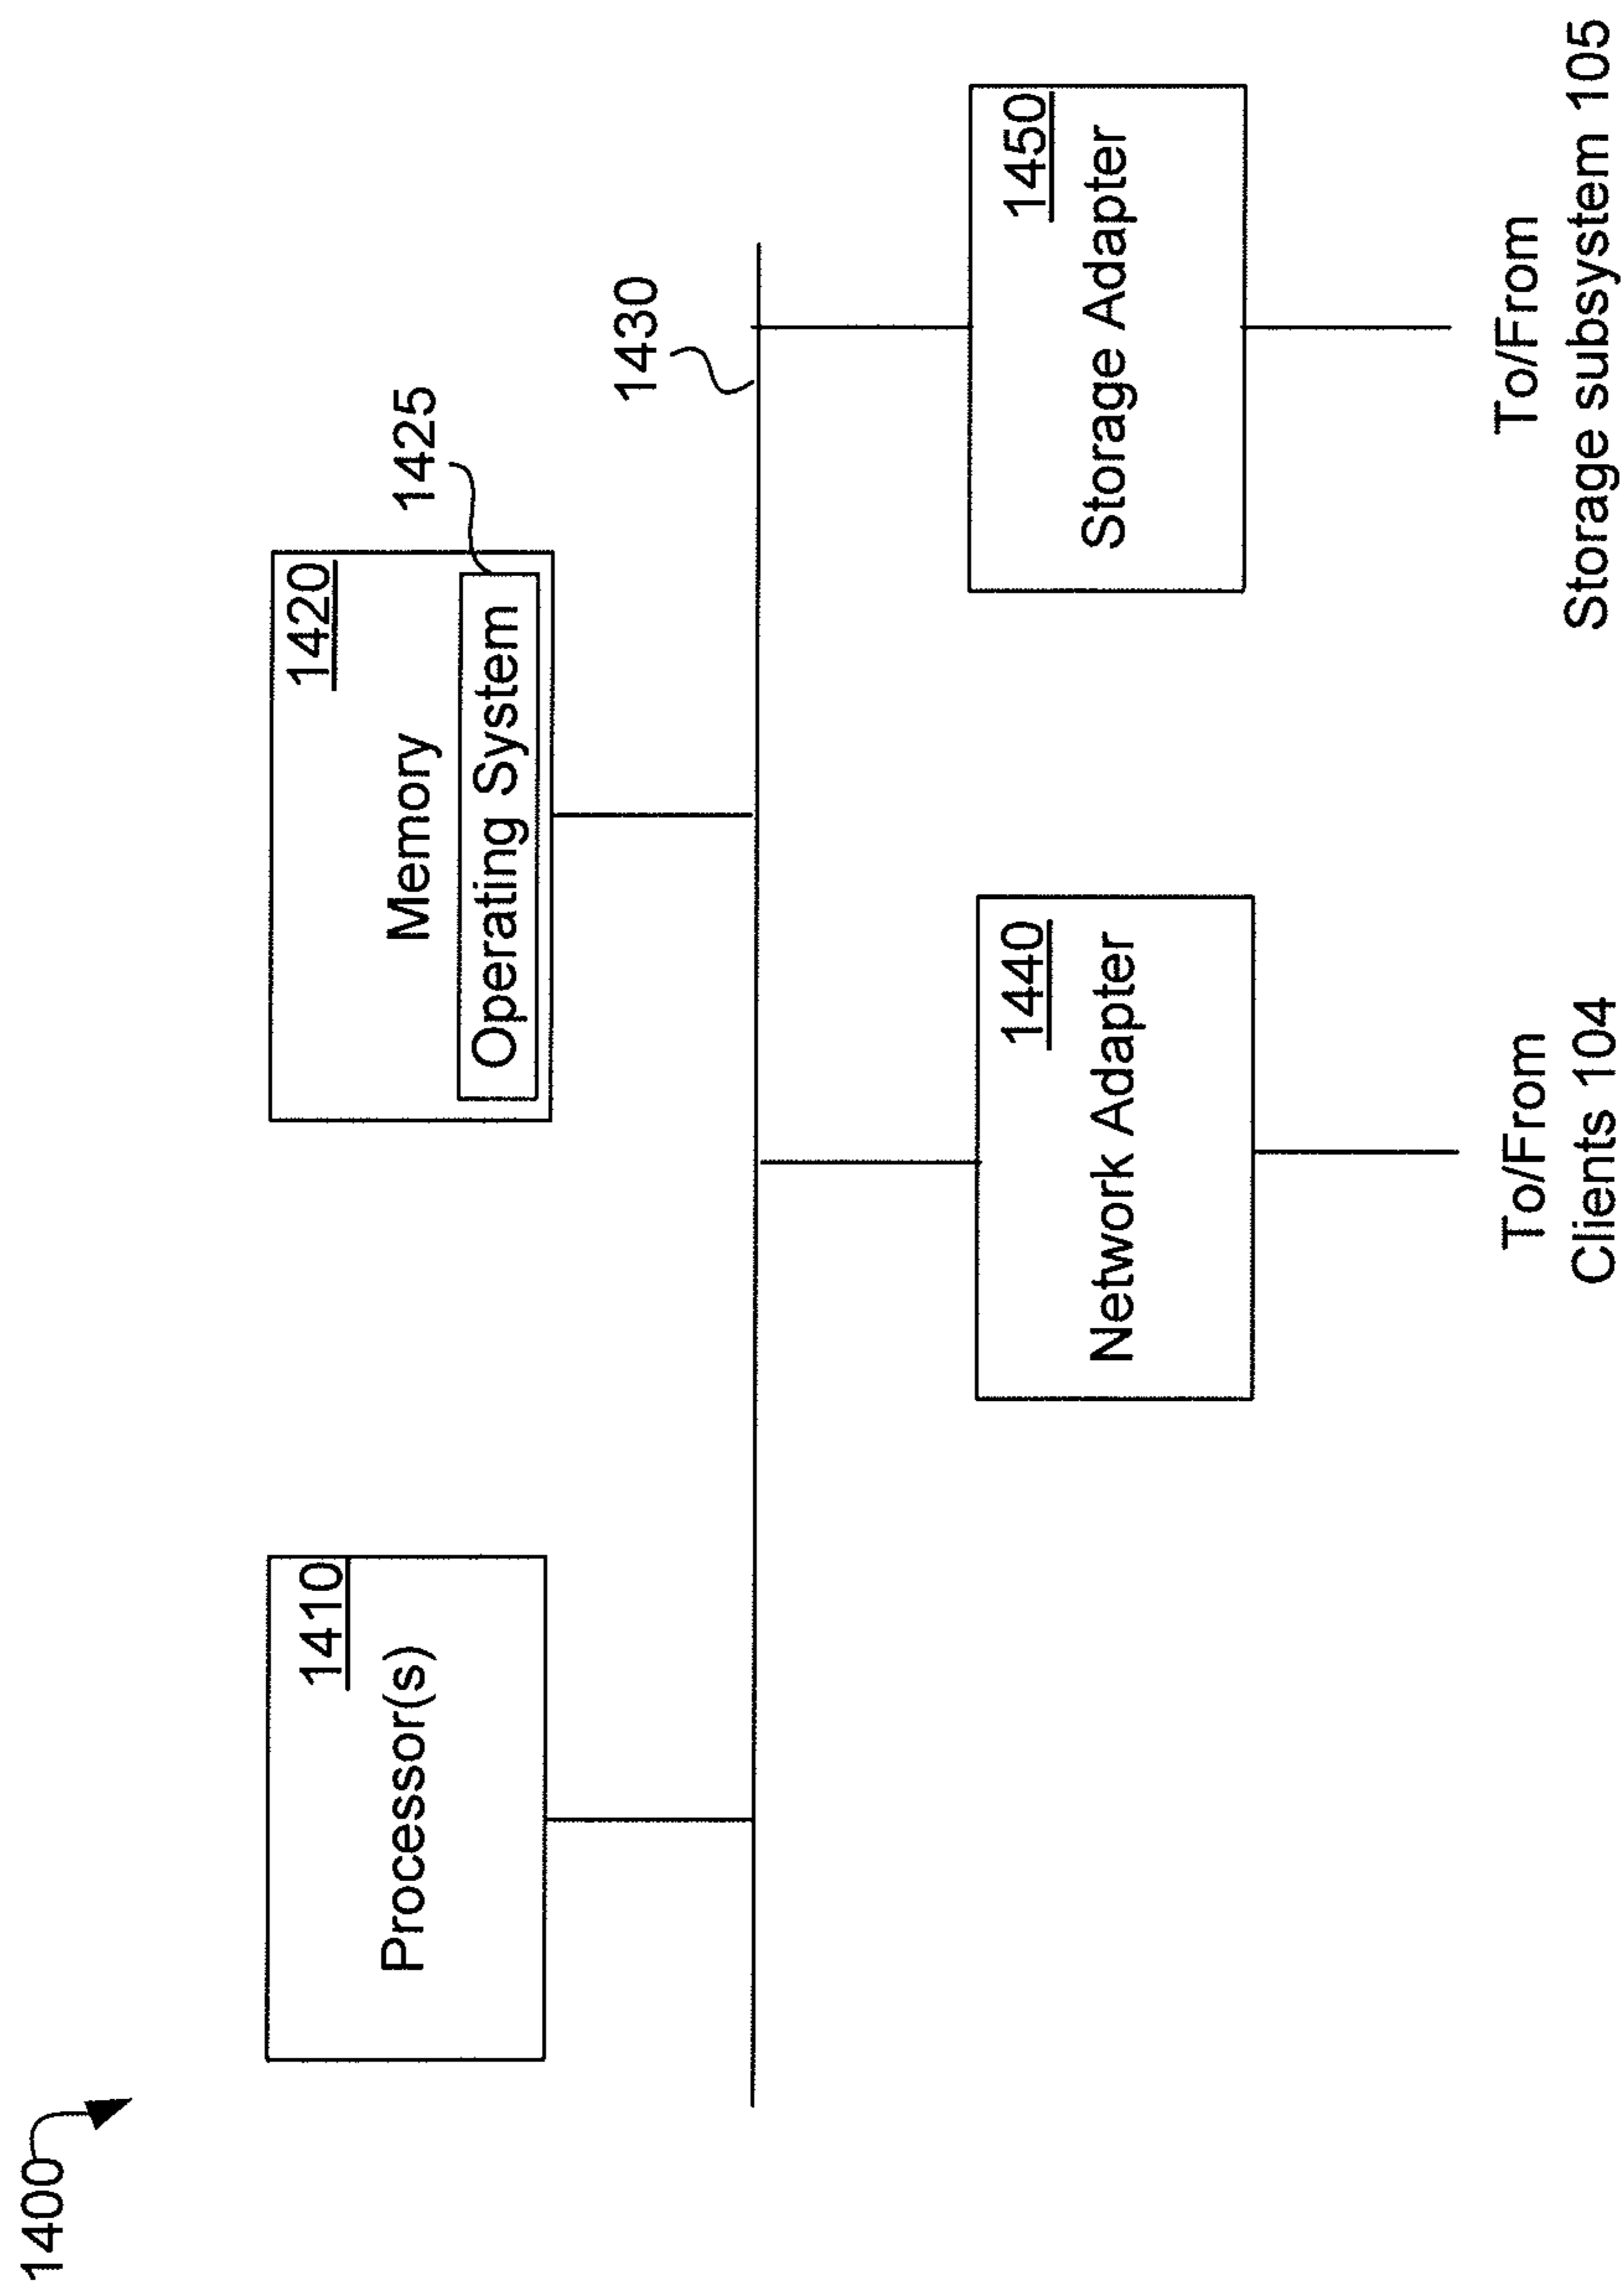 1400
1410
Processor(s)
1420
Memory
Operating System
1425
1430
1440
Network Adapter
1450
Storage Adapter
To/From
Clients 104
To/From
Storage subsystem 105